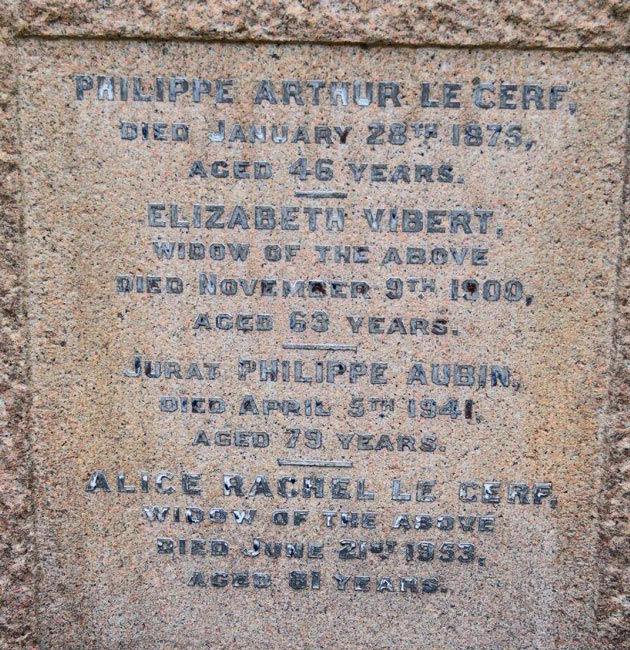 PHILIPPE ARTHUR LE CERF,
DIED JANUARY 28TH 1875,
AGED 46 YEARS.
ELIZABETH VIBERT,
WIDOW OF THE ABOVE
DIED NOVEMBER 9TH 1900,
AGED 63 YEARS.
JURAT PHILIPPE AUBIN,
DIED APRIL 5TH 1941,
AGED 79 YEARS.
ALICE RACHEL LE CERF,
WIDOW OF THE ABOVE
DIED JUNE 21ST 1953,
AGED 81 YEARS.